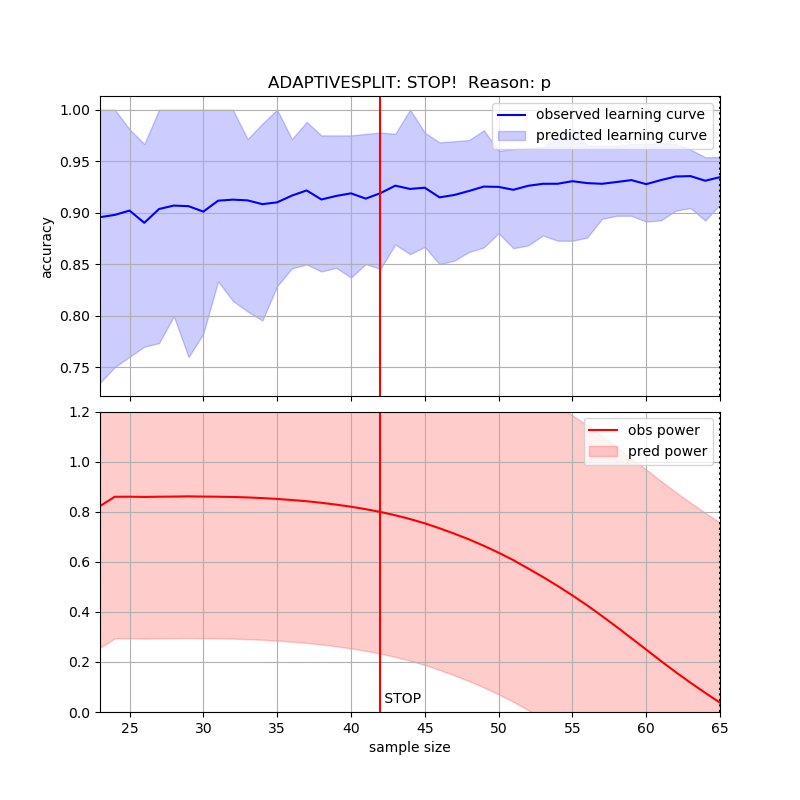 ADAPTIVESPLIT: STOP!  Reason: p
observed learning curve
predicted learning curve
1.00
0.95
0.90
0.85
0.80
0.75
accuracy
obs power
pred power
1.2
1.0
0.8
0.6
0.4
0.2
0.0
STOP
25
30
35
40
45
50
55
60
65
sample size